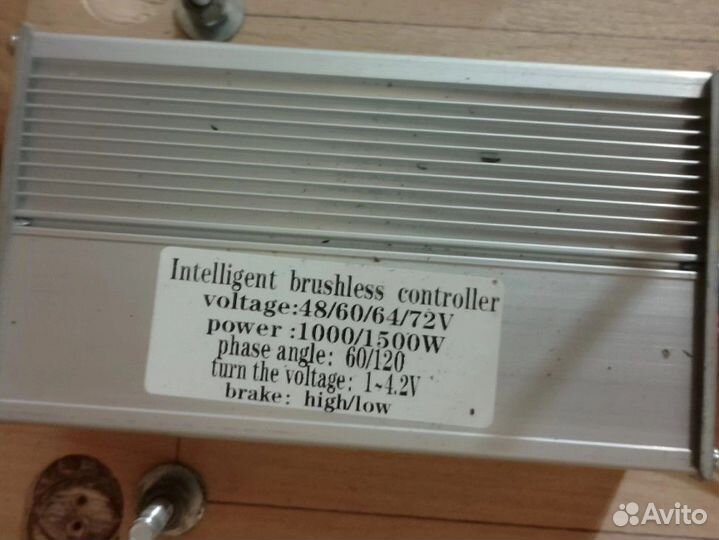 Intelligent brushless controller
voltage:48/60/64/72V
power :1000/1500W
phase angle: 60/120
turn the voltage: 1~4.2V
brake: high/low
Avito